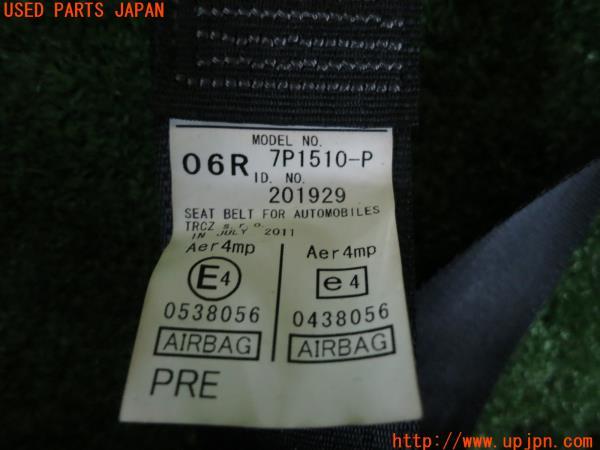 USED PARTS JAPAN
MODEL NO.
06R 7P1510-P
ID. NO.
201929
SEAT BELT FOR AUTOMOBILES
TRCZ s.r.o.
IN JULY 2011
Aer4mp Aer4mp
E4 e4
0538056 0438056
AIRBAG AIRBAG
PRE
http://www.upjpn.com